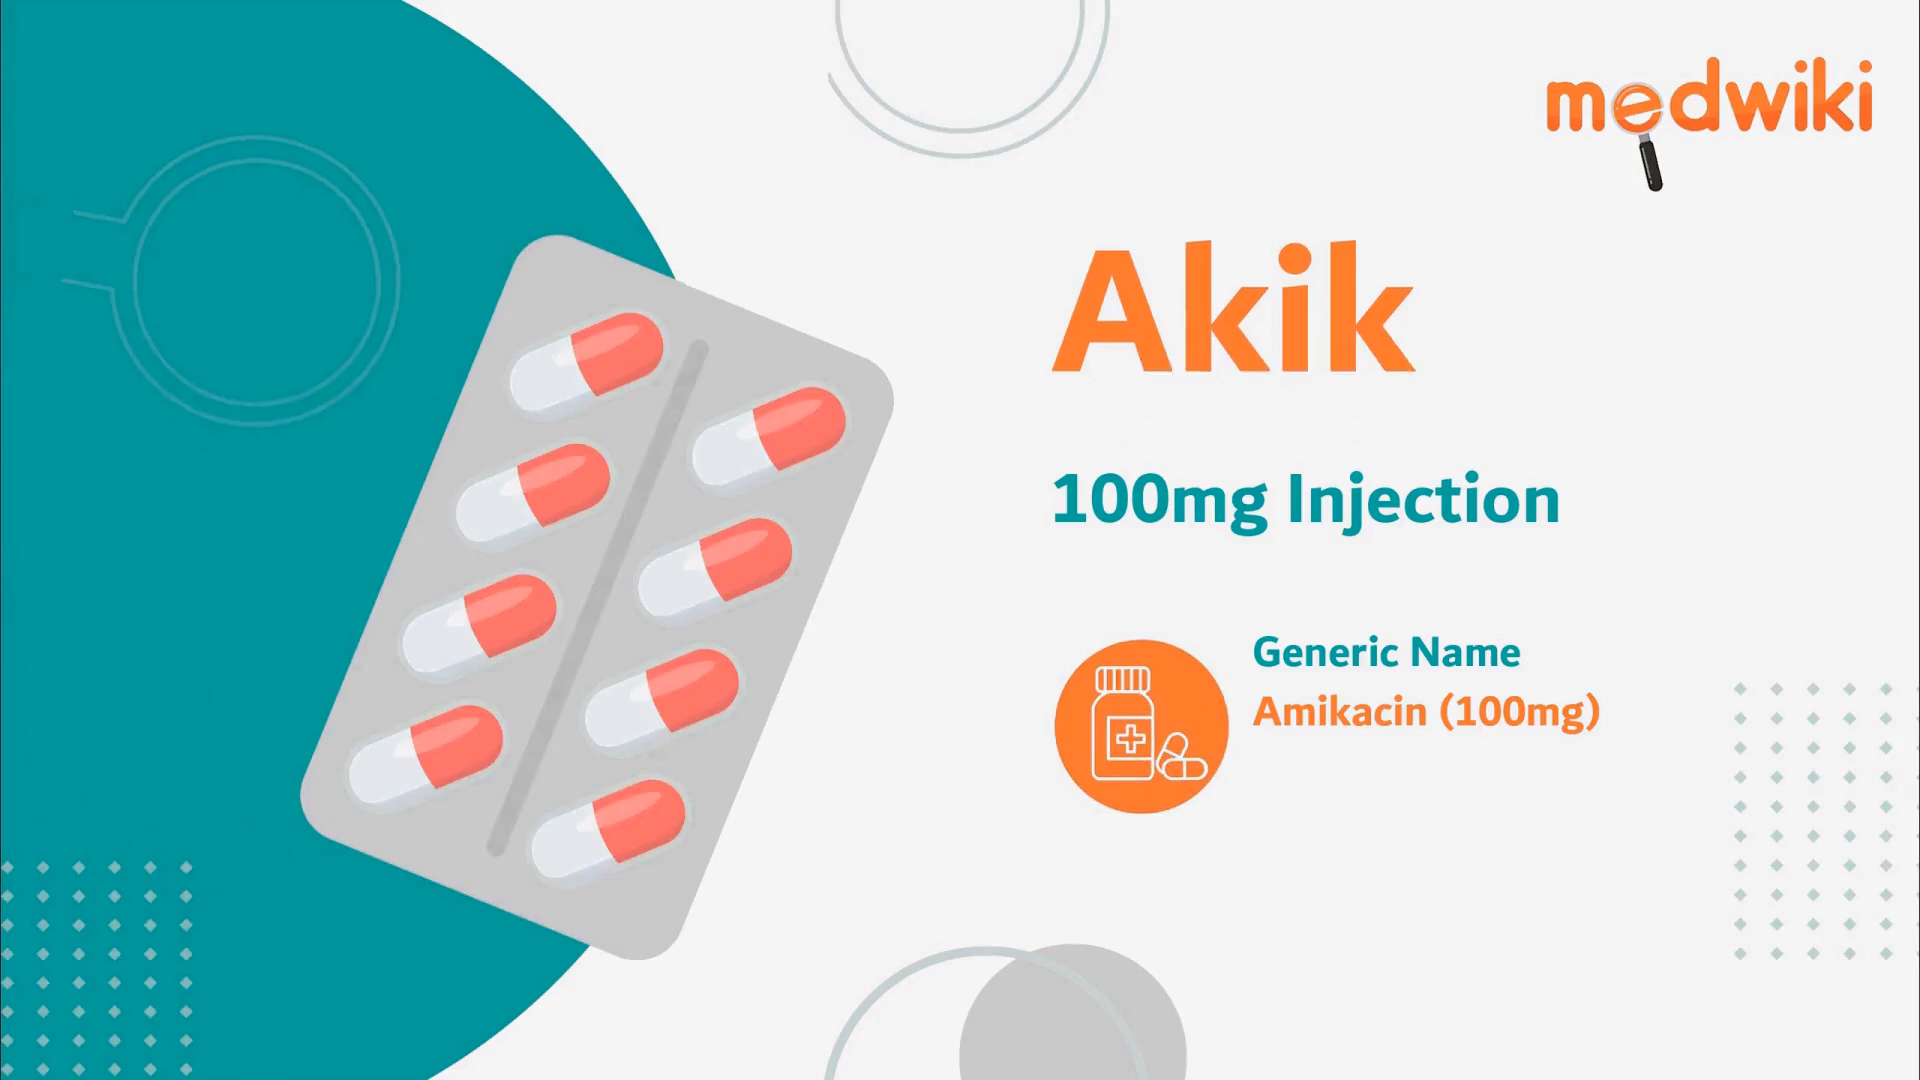 medwiki
Akik
100mg Injection
Generic Name
Amikacin (100mg)